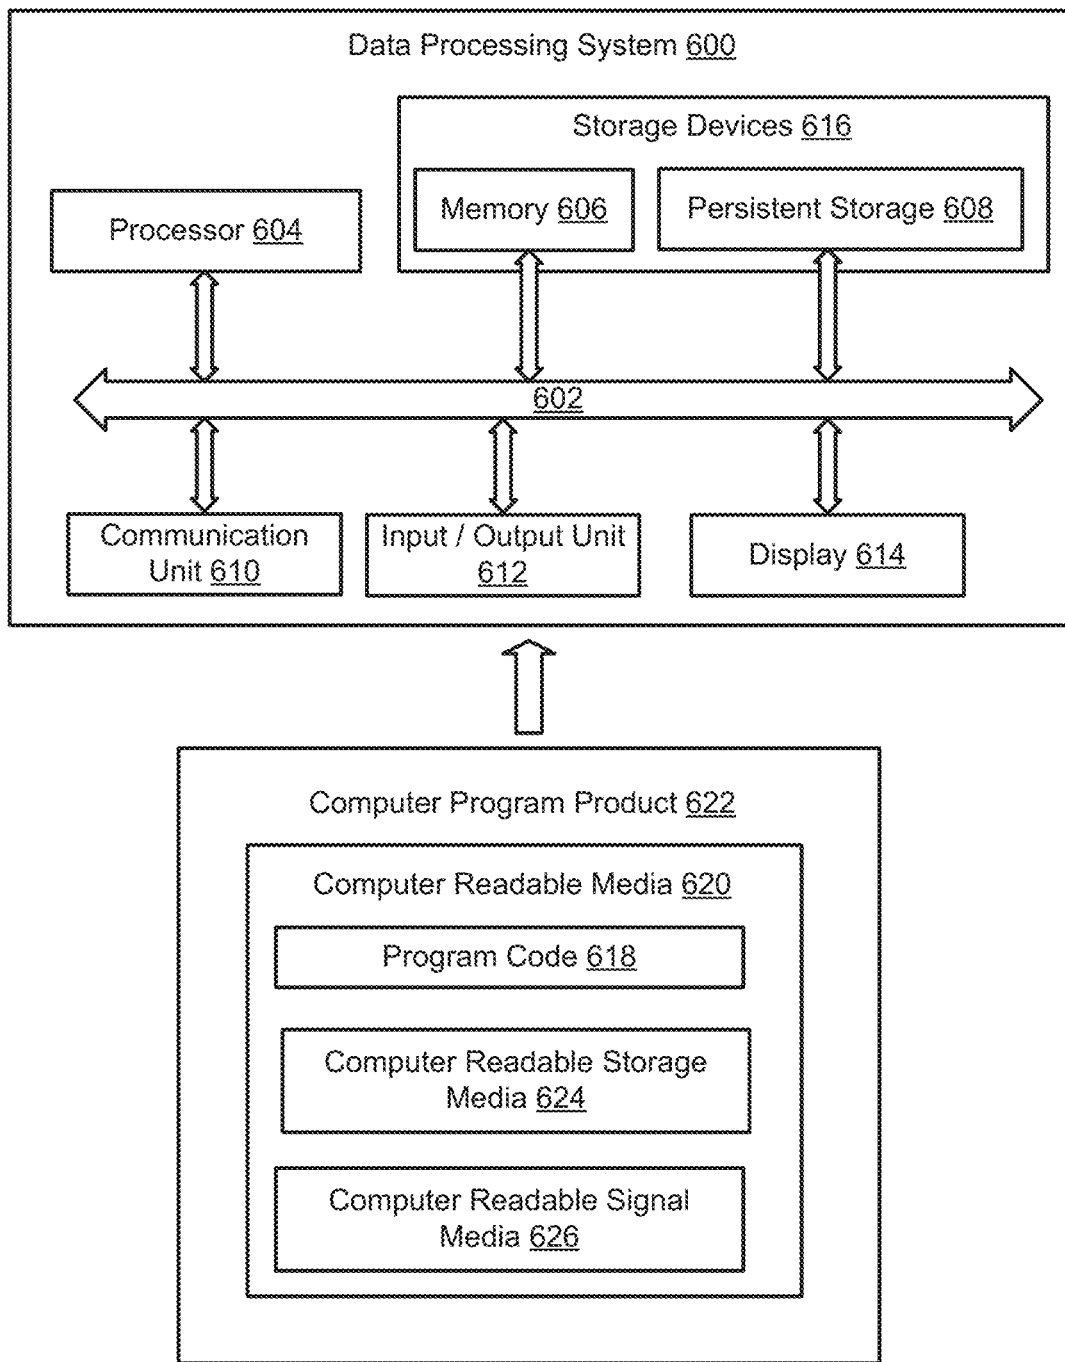 Data Processing System 600
Storage Devices 616
Processor 604
Memory 606
Persistent Storage 608
602
Communication
Unit 610
Input / Output Unit
612
Display 614
Computer Program Product 622
Computer Readable Media 620
Program Code 618
Computer Readable Storage
Media 624
Computer Readable Signal
Media 626